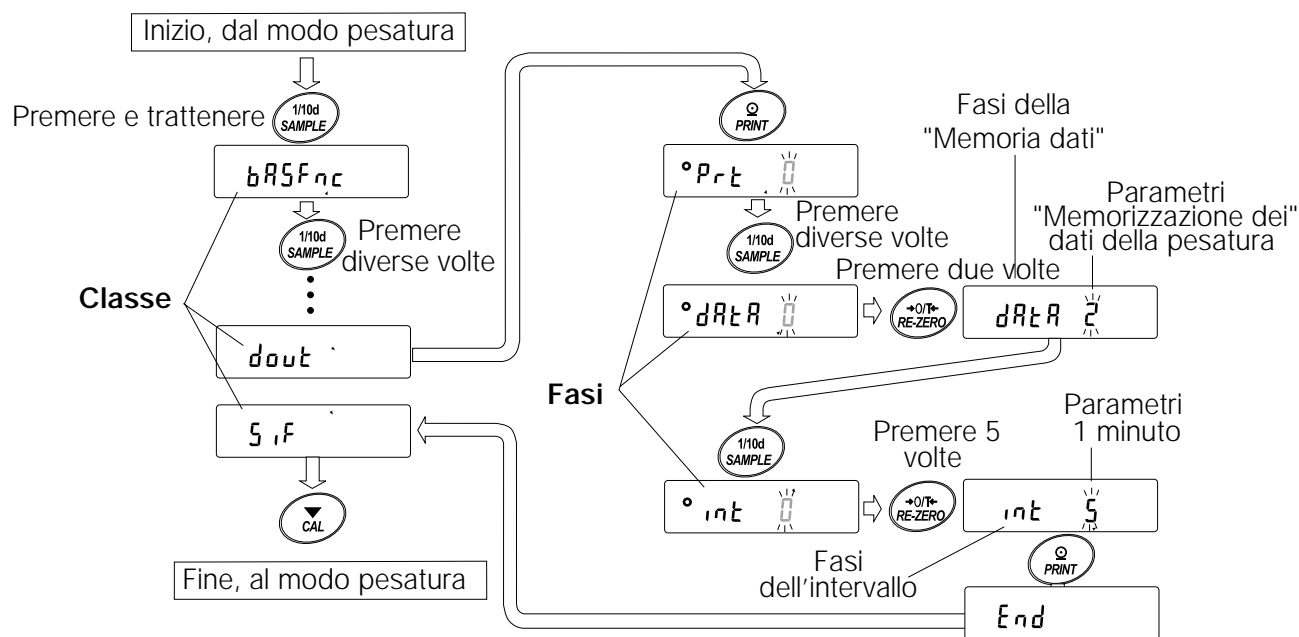 Inizio, dal modo pesatura
Premere e trattenere
1/10d
SAMPLE
bASFnc
1/10d
SAMPLE
Premere
diverse volte
Classe
dout
S iF
CAL
Fine, al modo pesatura
PRINT
Prt 0
1/10d
SAMPLE
Premere
diverse volte
Fasi della
"Memoria dati"
Parametri
"Memorizzazione dei"
dati della pesatura
Premere due volte
dAtA 0
→0/T←
RE-ZERO
dAtA 2
Fasi
1/10d
SAMPLE
Premere 5
volte
Parametri
1 minuto
int 0
→0/T←
RE-ZERO
int 5
Fasi
dell'intervallo
PRINT
End